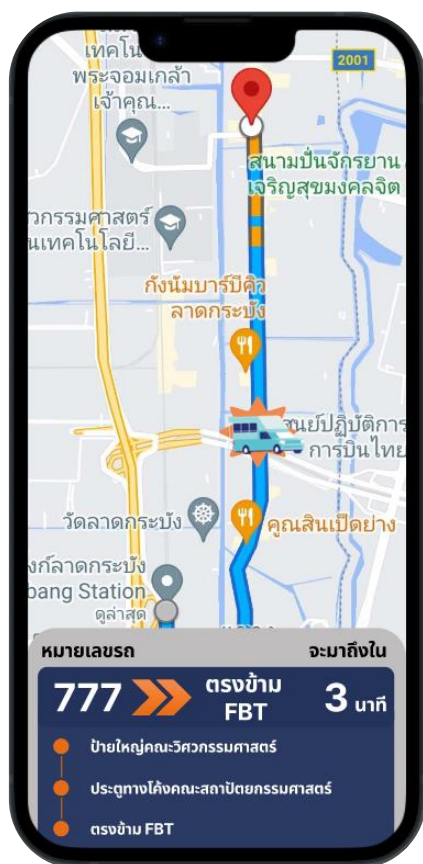 เทคโน
พระจอมเกล้า
เจ้าคุณ...
2001
สนามปั่นจักรยาน
เจริญสุขมงคลจิต
วกรรมศาสตร์
นเทคโนโลยี...
กังนัมบาร์บีคิว
ลาดกระบัง
ศูนย์ปฏิบัติการ
การบินไทย
วัดลาดกระบัง
คูณสินเป็ดย่าง
งก์ลาดกระบัง
bang Station
ดูล่าสุด
หมายเลขรถ
จะมาถึงใน
777
ตรงข้าม
FBT
3 นาที
ป้ายใหญ่คณะวิศวกรรมศาสตร์
ประตูทางโค้งคณะสถาปัตยกรรมศาสตร์
ตรงข้าม FBT